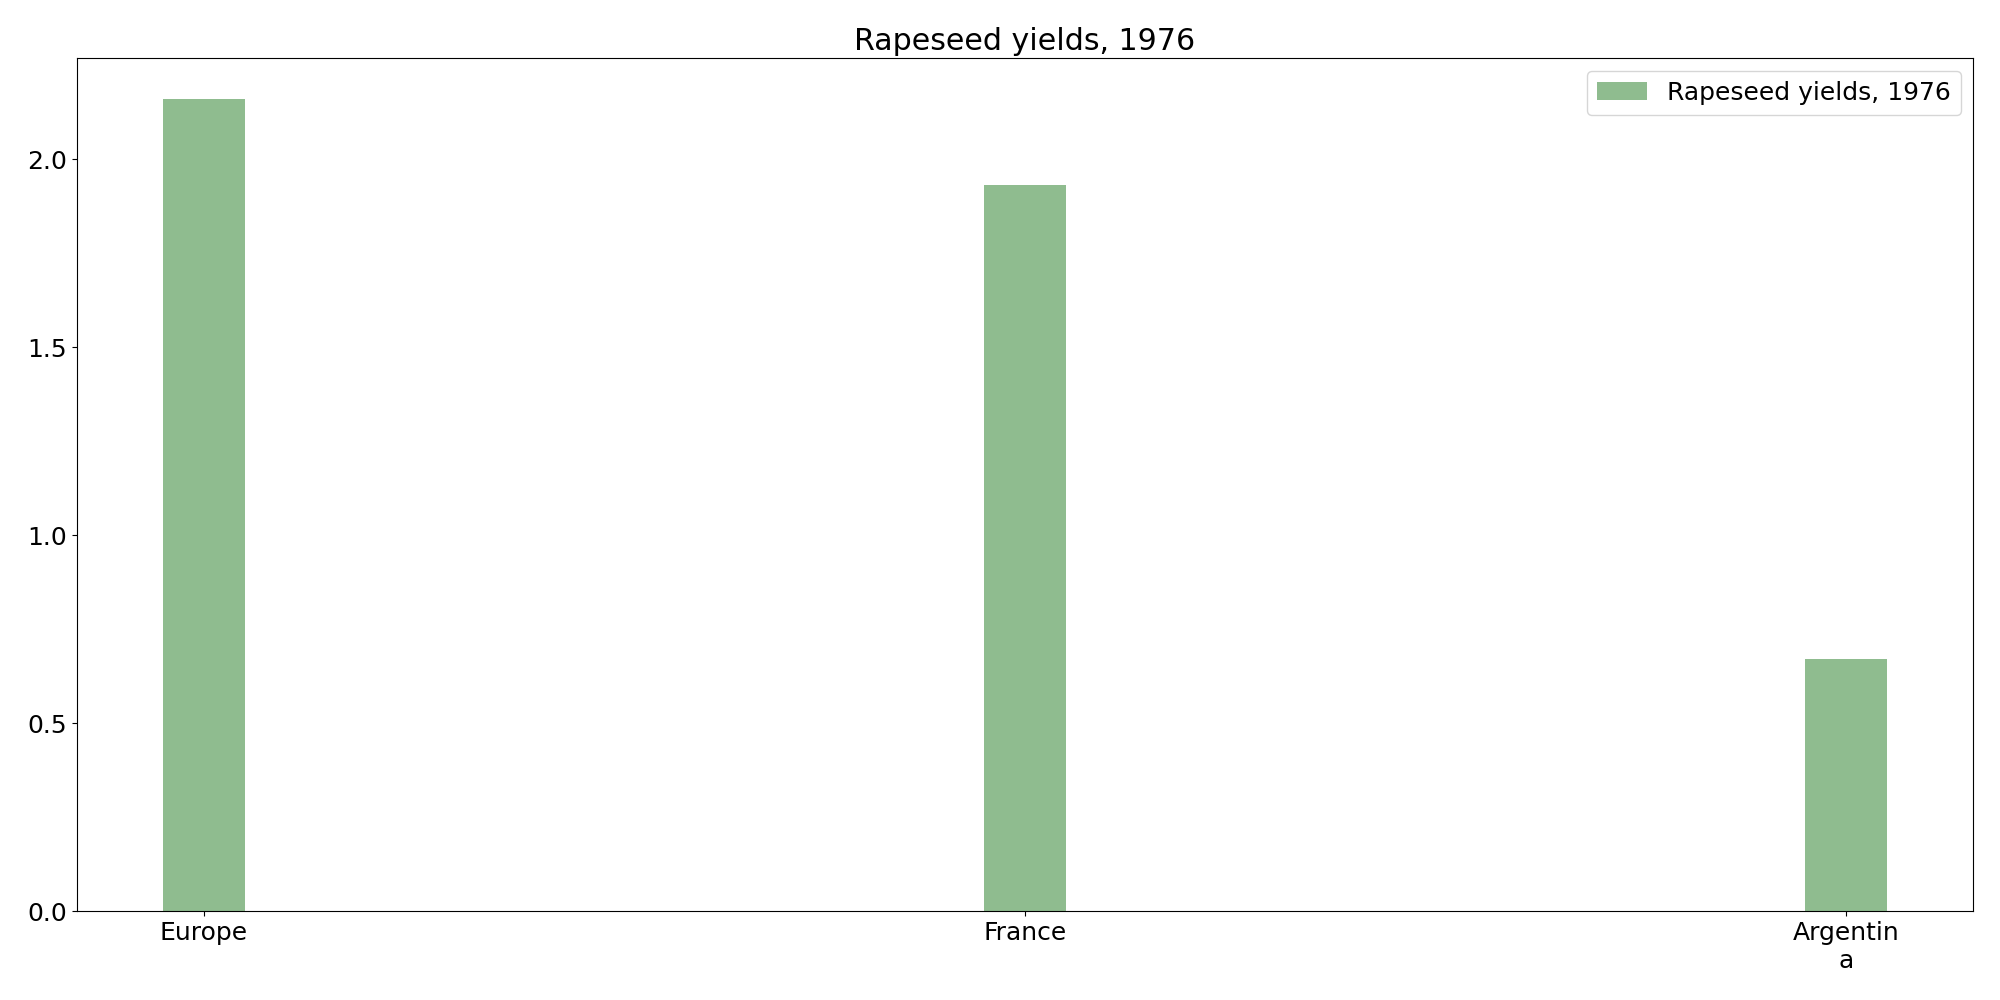 Rapeseed yields, 1976
Rapeseed yields, 1976
2.0
1.5
1.0
0.5
0.0
Europe
France
Argentin
a